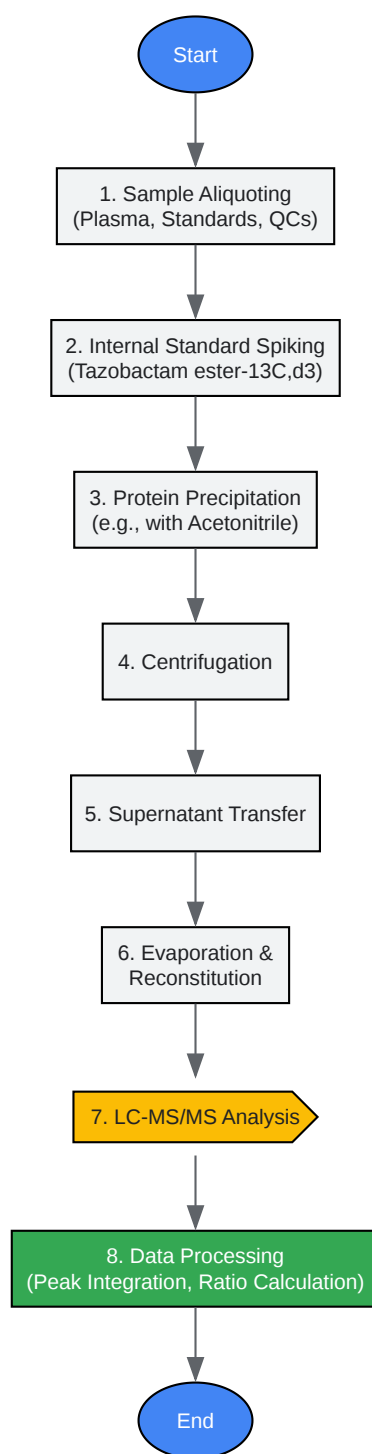 Start
1. Sample Aliquoting
(Plasma, Standards, QCs)
2. Internal Standard Spiking
(Tazobactam ester-13C,d3)
3. Protein Precipitation
(e.g., with Acetonitrile)
4. Centrifugation
5. Supernatant Transfer
6. Evaporation &
Reconstitution
7. LC-MS/MS Analysis
8. Data Processing
(Peak Integration, Ratio Calculation)
End